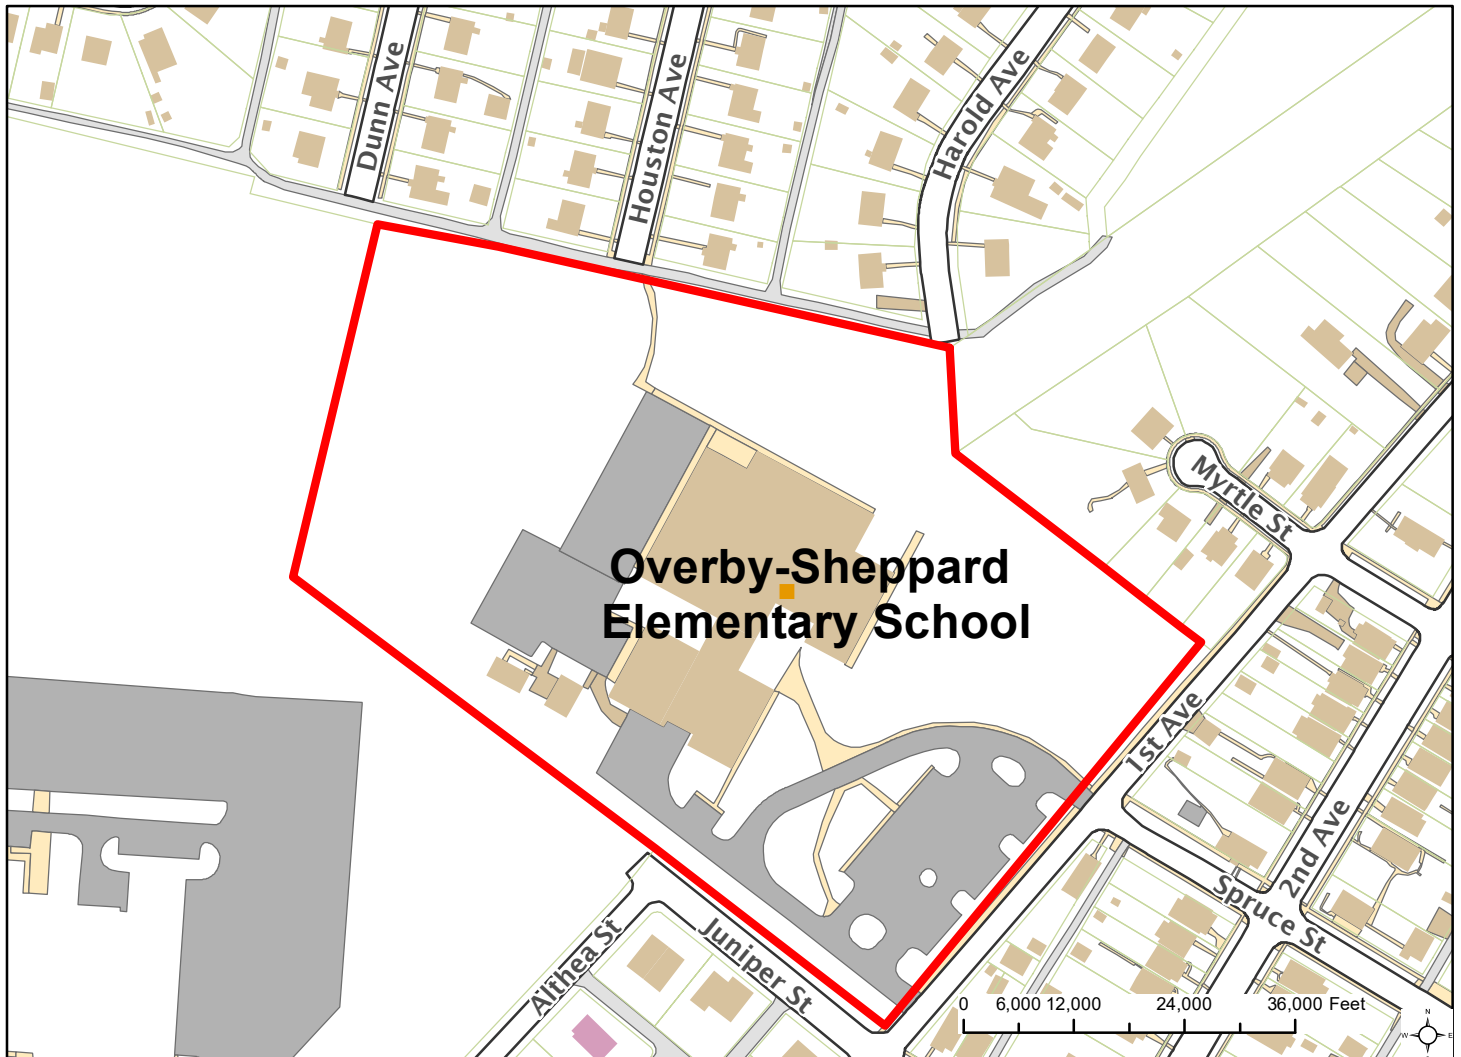 Dunn Ave
Houston Ave
Harold Ave
Myrtle St
Overby-Sheppard
Elementary School
1st Ave
2nd Ave
Spruce St
Juniper St
Althea St
0 6,000 12,000 24,000 36,000 Feet
N
W E
S